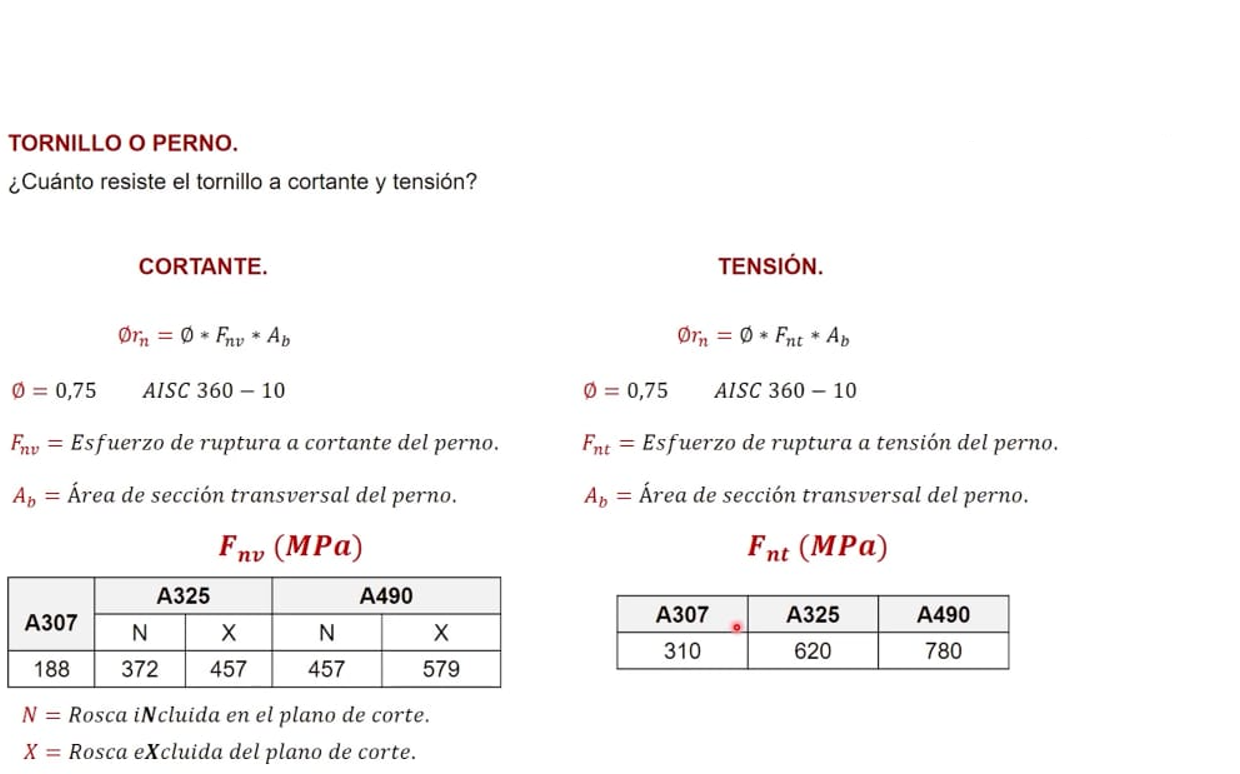 TORNILLO O PERNO.
¿Cuánto resiste el tornillo a cortante y tensión?
CORTANTE.
Ør_n = Ø * F_nv * A_b
Ø = 0,75 AISC 360 − 10
F_nv = Esfuerzo de ruptura a cortante del perno.
A_b = Área de sección transversal del perno.
F_nv (MPa)
A307 A325 A490
N X N X
188 372 457 457 579
N = Rosca iNcluida en el plano de corte.
X = Rosca eXcluida del plano de corte.
TENSIÓN.
Ør_n = Ø * F_nt * A_b
Ø = 0,75 AISC 360 − 10
F_nt = Esfuerzo de ruptura a tensión del perno.
A_b = Área de sección transversal del perno.
F_nt (MPa)
A307 A325 A490
310 620 780